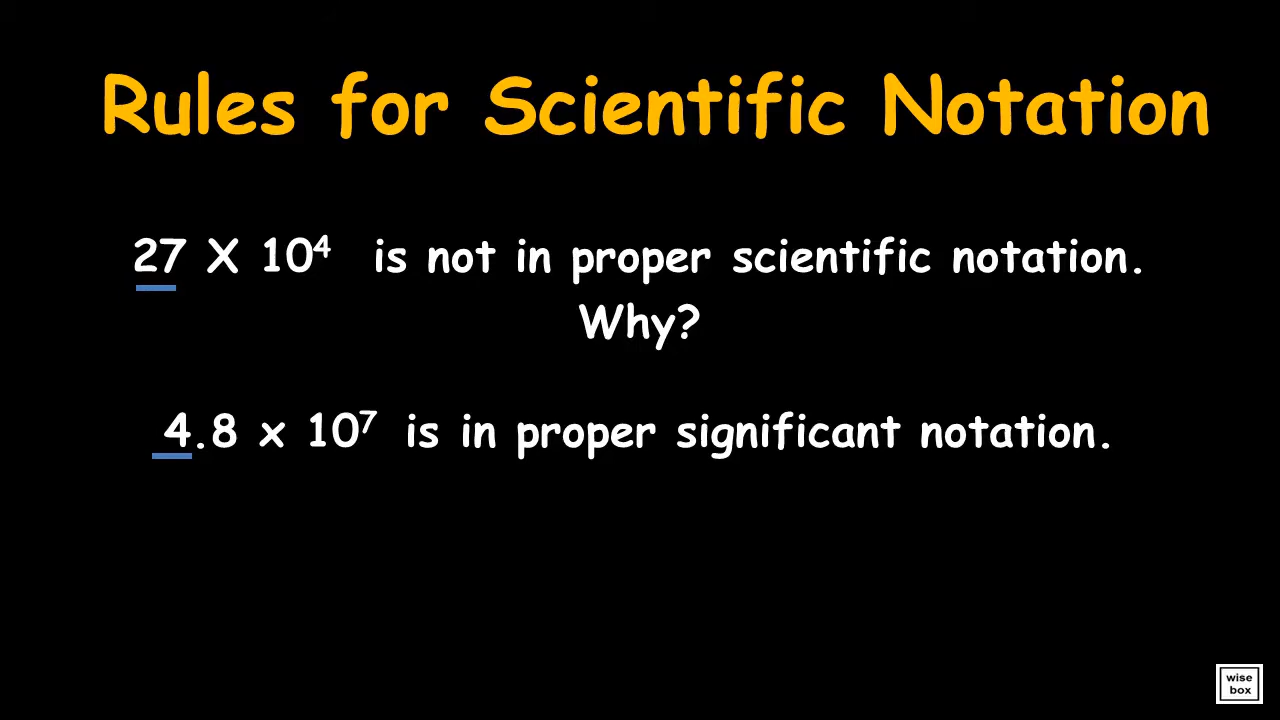 Rules for Scientific Notation
27 X 10⁴ is not in proper scientific notation.
Why?
4.8 x 10⁷ is in proper significant notation.
wise
box